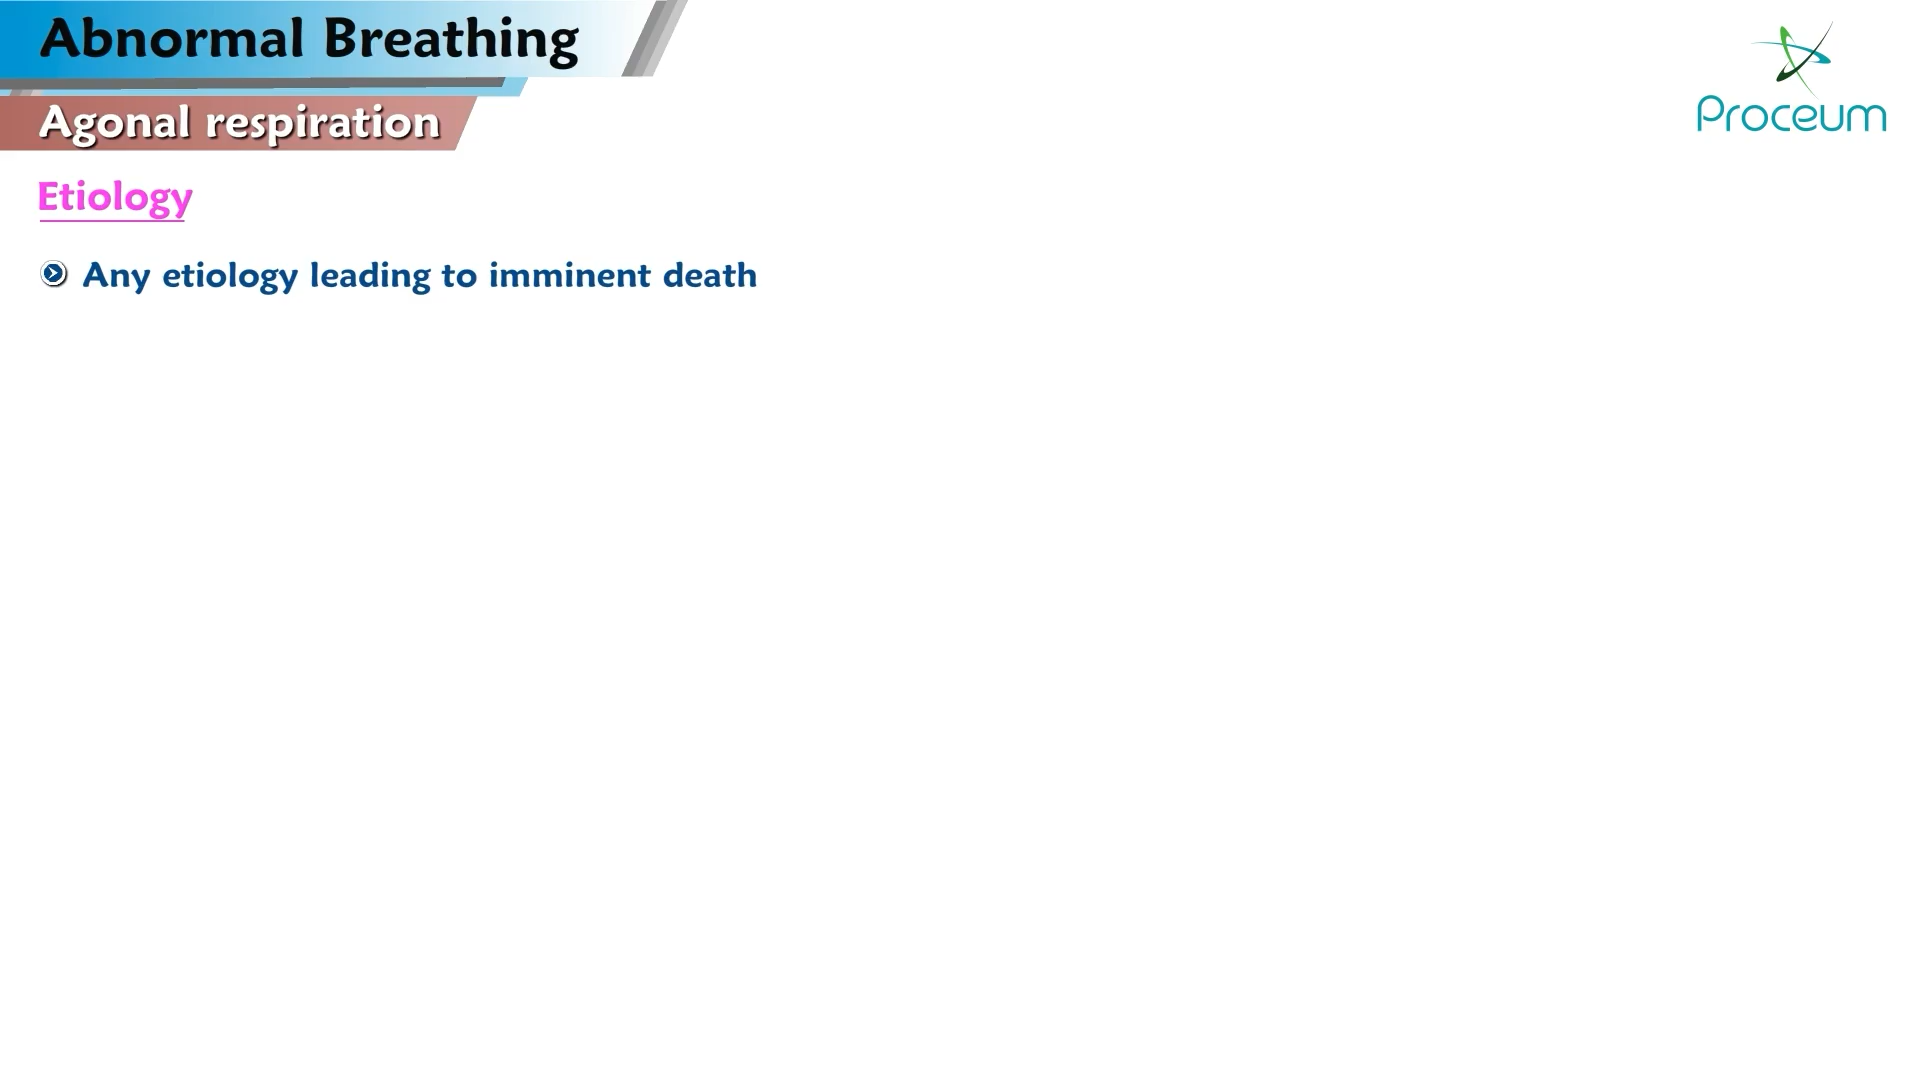 Abnormal Breathing
Proceum
Agonal respiration
Etiology
Any etiology leading to imminent death